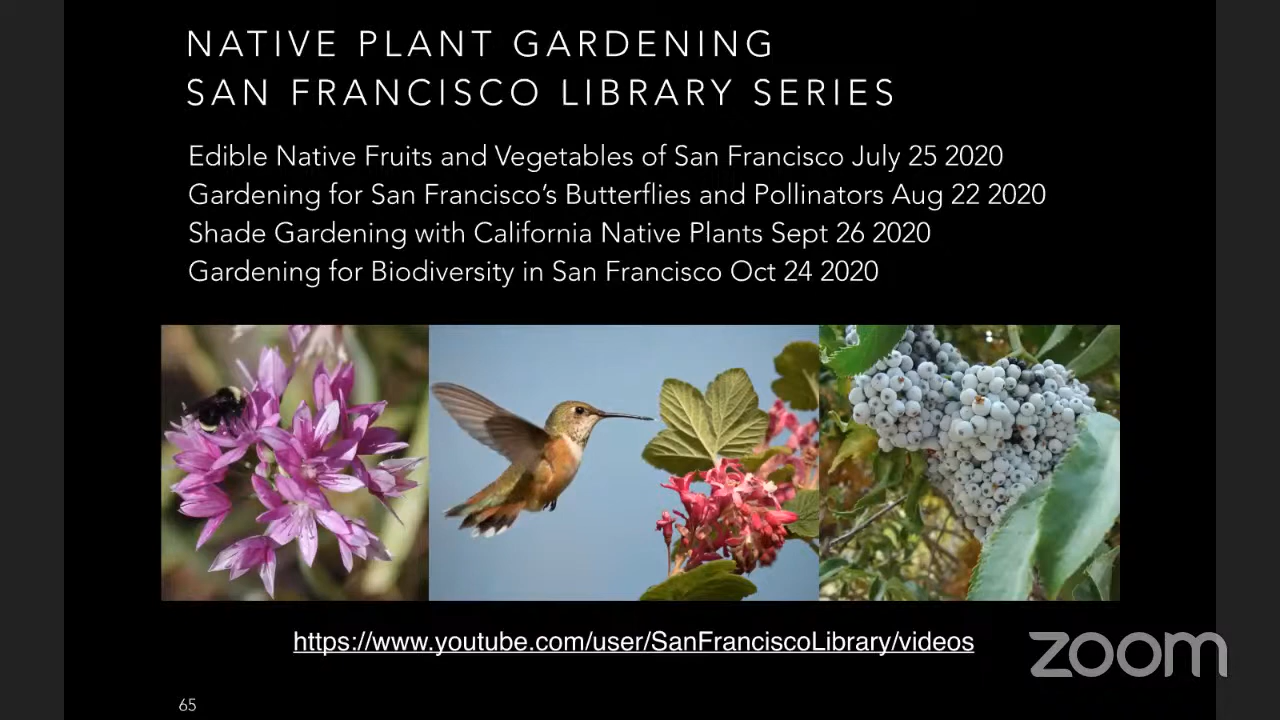 NATIVE PLANT GARDENING
SAN FRANCISCO LIBRARY SERIES
Edible Native Fruits and Vegetables of San Francisco July 25 2020
Gardening for San Francisco’s Butterflies and Pollinators Aug 22 2020
Shade Gardening with California Native Plants Sept 26 2020
Gardening for Biodiversity in San Francisco Oct 24 2020
https://www.youtube.com/user/SanFranciscoLibrary/videos
zoom
65